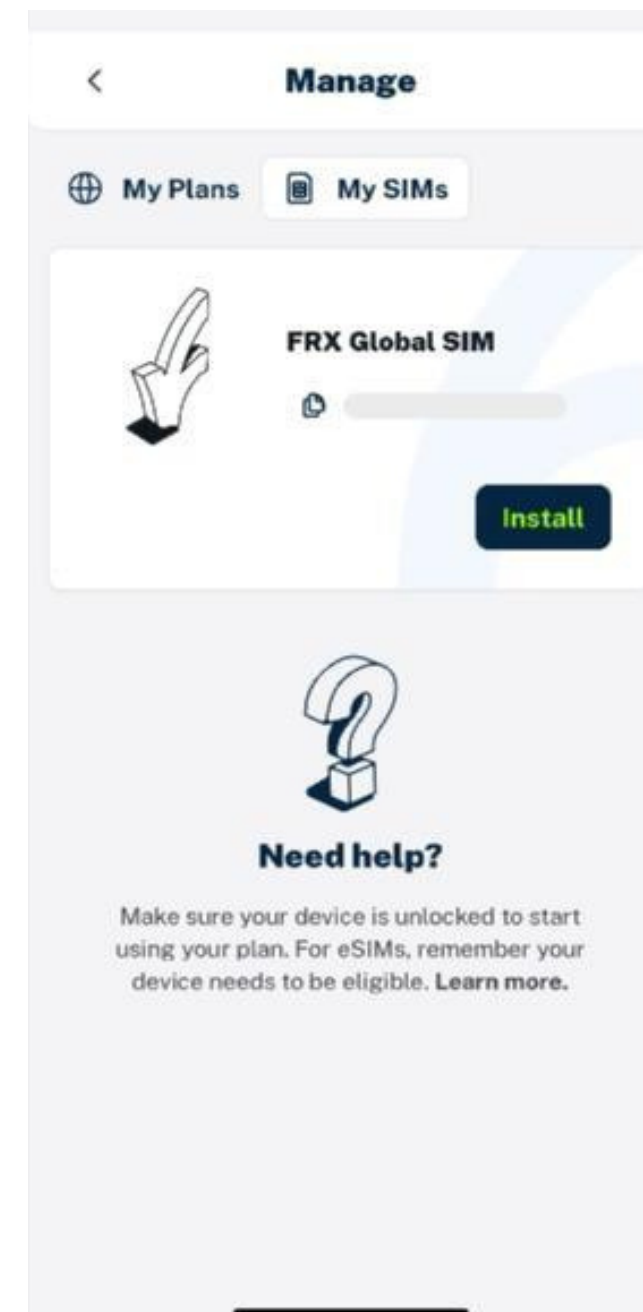 Manage
My Plans
My SIMs
FRX Global SIM
Install
Need help?
Make sure your device is unlocked to start
using your plan. For eSIMs, remember your
device needs to be eligible. Learn more.